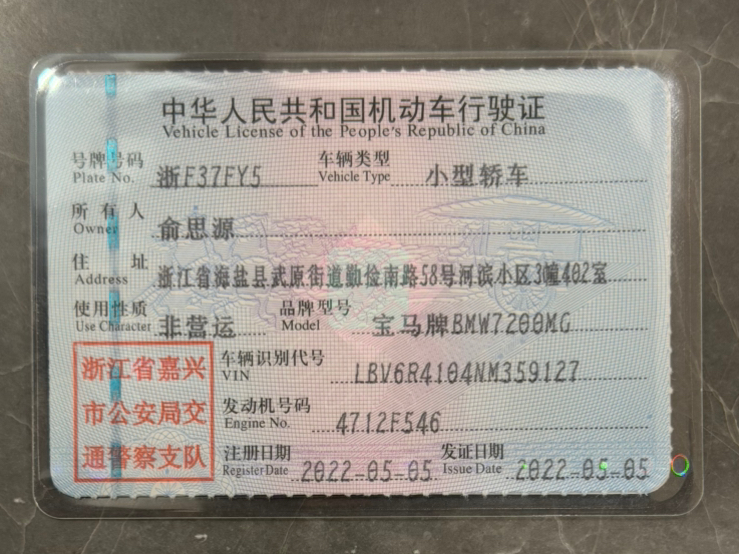 中华人民共和国机动车行驶证
Vehicle License of the People's Republic of China
号牌号码 浙F37FY5 车辆类型 小型轿车
Plate No. Vehicle Type
所有人 俞思源
Owner
住址 浙江省海盐县武原街道勤俭南路58号河滨小区3幢402室
Address
使用性质 非营运 品牌型号 宝马牌BMW7200MG
Use Character Model
浙江省嘉兴
市公安局交
通警察支队
车辆识别代号 LBV6R4104NM359127
VIN
发动机号码 4712F546
Engine No.
注册日期 2022-05-05 发证日期 2022-05-05
Register Date Issue Date